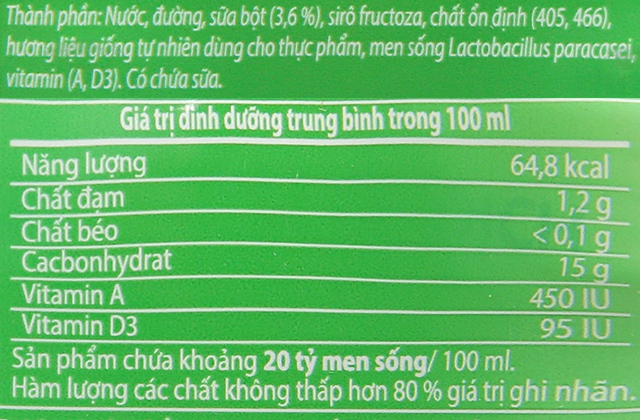 Thành phần: Nước, đường, sữa bột (3,6 %), sirô fructoza, chất ổn định (405, 466),
hương liệu giống tự nhiên dùng cho thực phẩm, men sống Lactobacillus paracasei,
vitamin (A, D3). Có chứa sữa.
Giá trị dinh dưỡng trung bình trong 100 ml
Năng lượng 64,8 kcal
Chất đạm 1,2 g
Chất béo < 0,1 g
Cacbonhydrat 15 g
Vitamin A 450 IU
Vitamin D3 95 IU
Sản phẩm chứa khoảng 20 tỷ men sống/ 100 ml.
Hàm lượng các chất không thấp hơn 80 % giá trị ghi nhãn.